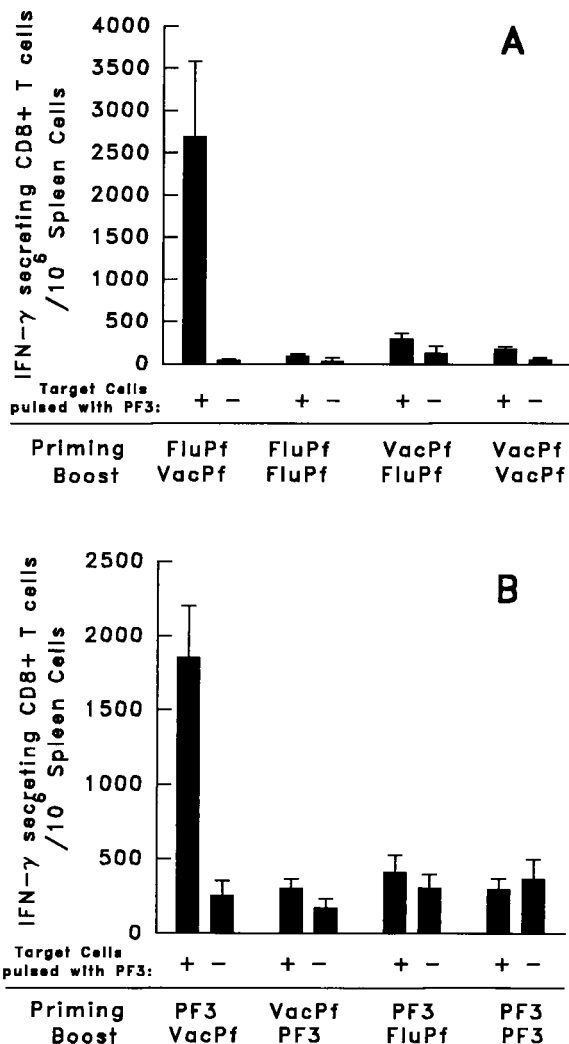 A
IFN-γ secreting CD8+ T cells
/10⁶ Spleen Cells
4000
3500
3000
2500
2000
1500
1000
500
0
Target Cells
pulsed with PF3: + − + − + − + −
Priming FluPf FluPf VacPf VacPf
Boost VacPf FluPf FluPf VacPf
B
IFN-γ secreting CD8+ T cells
/10⁶ Spleen Cells
2500
2000
1500
1000
500
0
Target Cells
pulsed with PF3: + − + − + − + −
Priming PF3 VacPf PF3 PF3
Boost VacPf PF3 FluPf PF3